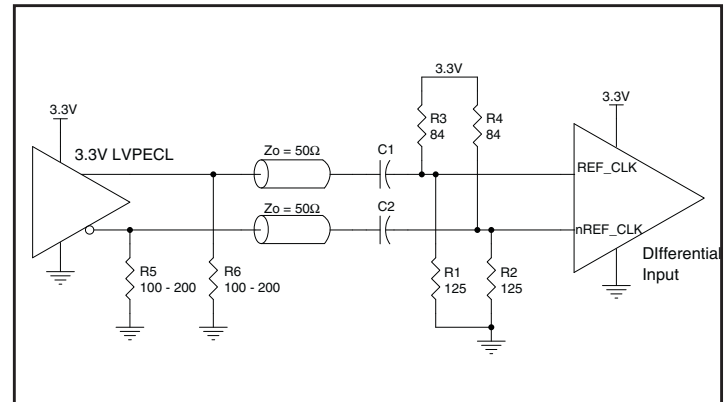 3.3V
3.3V
3.3V
R3
84
R4
84
3.3V LVPECL
Zo = 50Ω
C1
REF_CLK
Zo = 50Ω
C2
nREF_CLK
DIfferential
Input
R5
100 - 200
R6
100 - 200
R1
125
R2
125